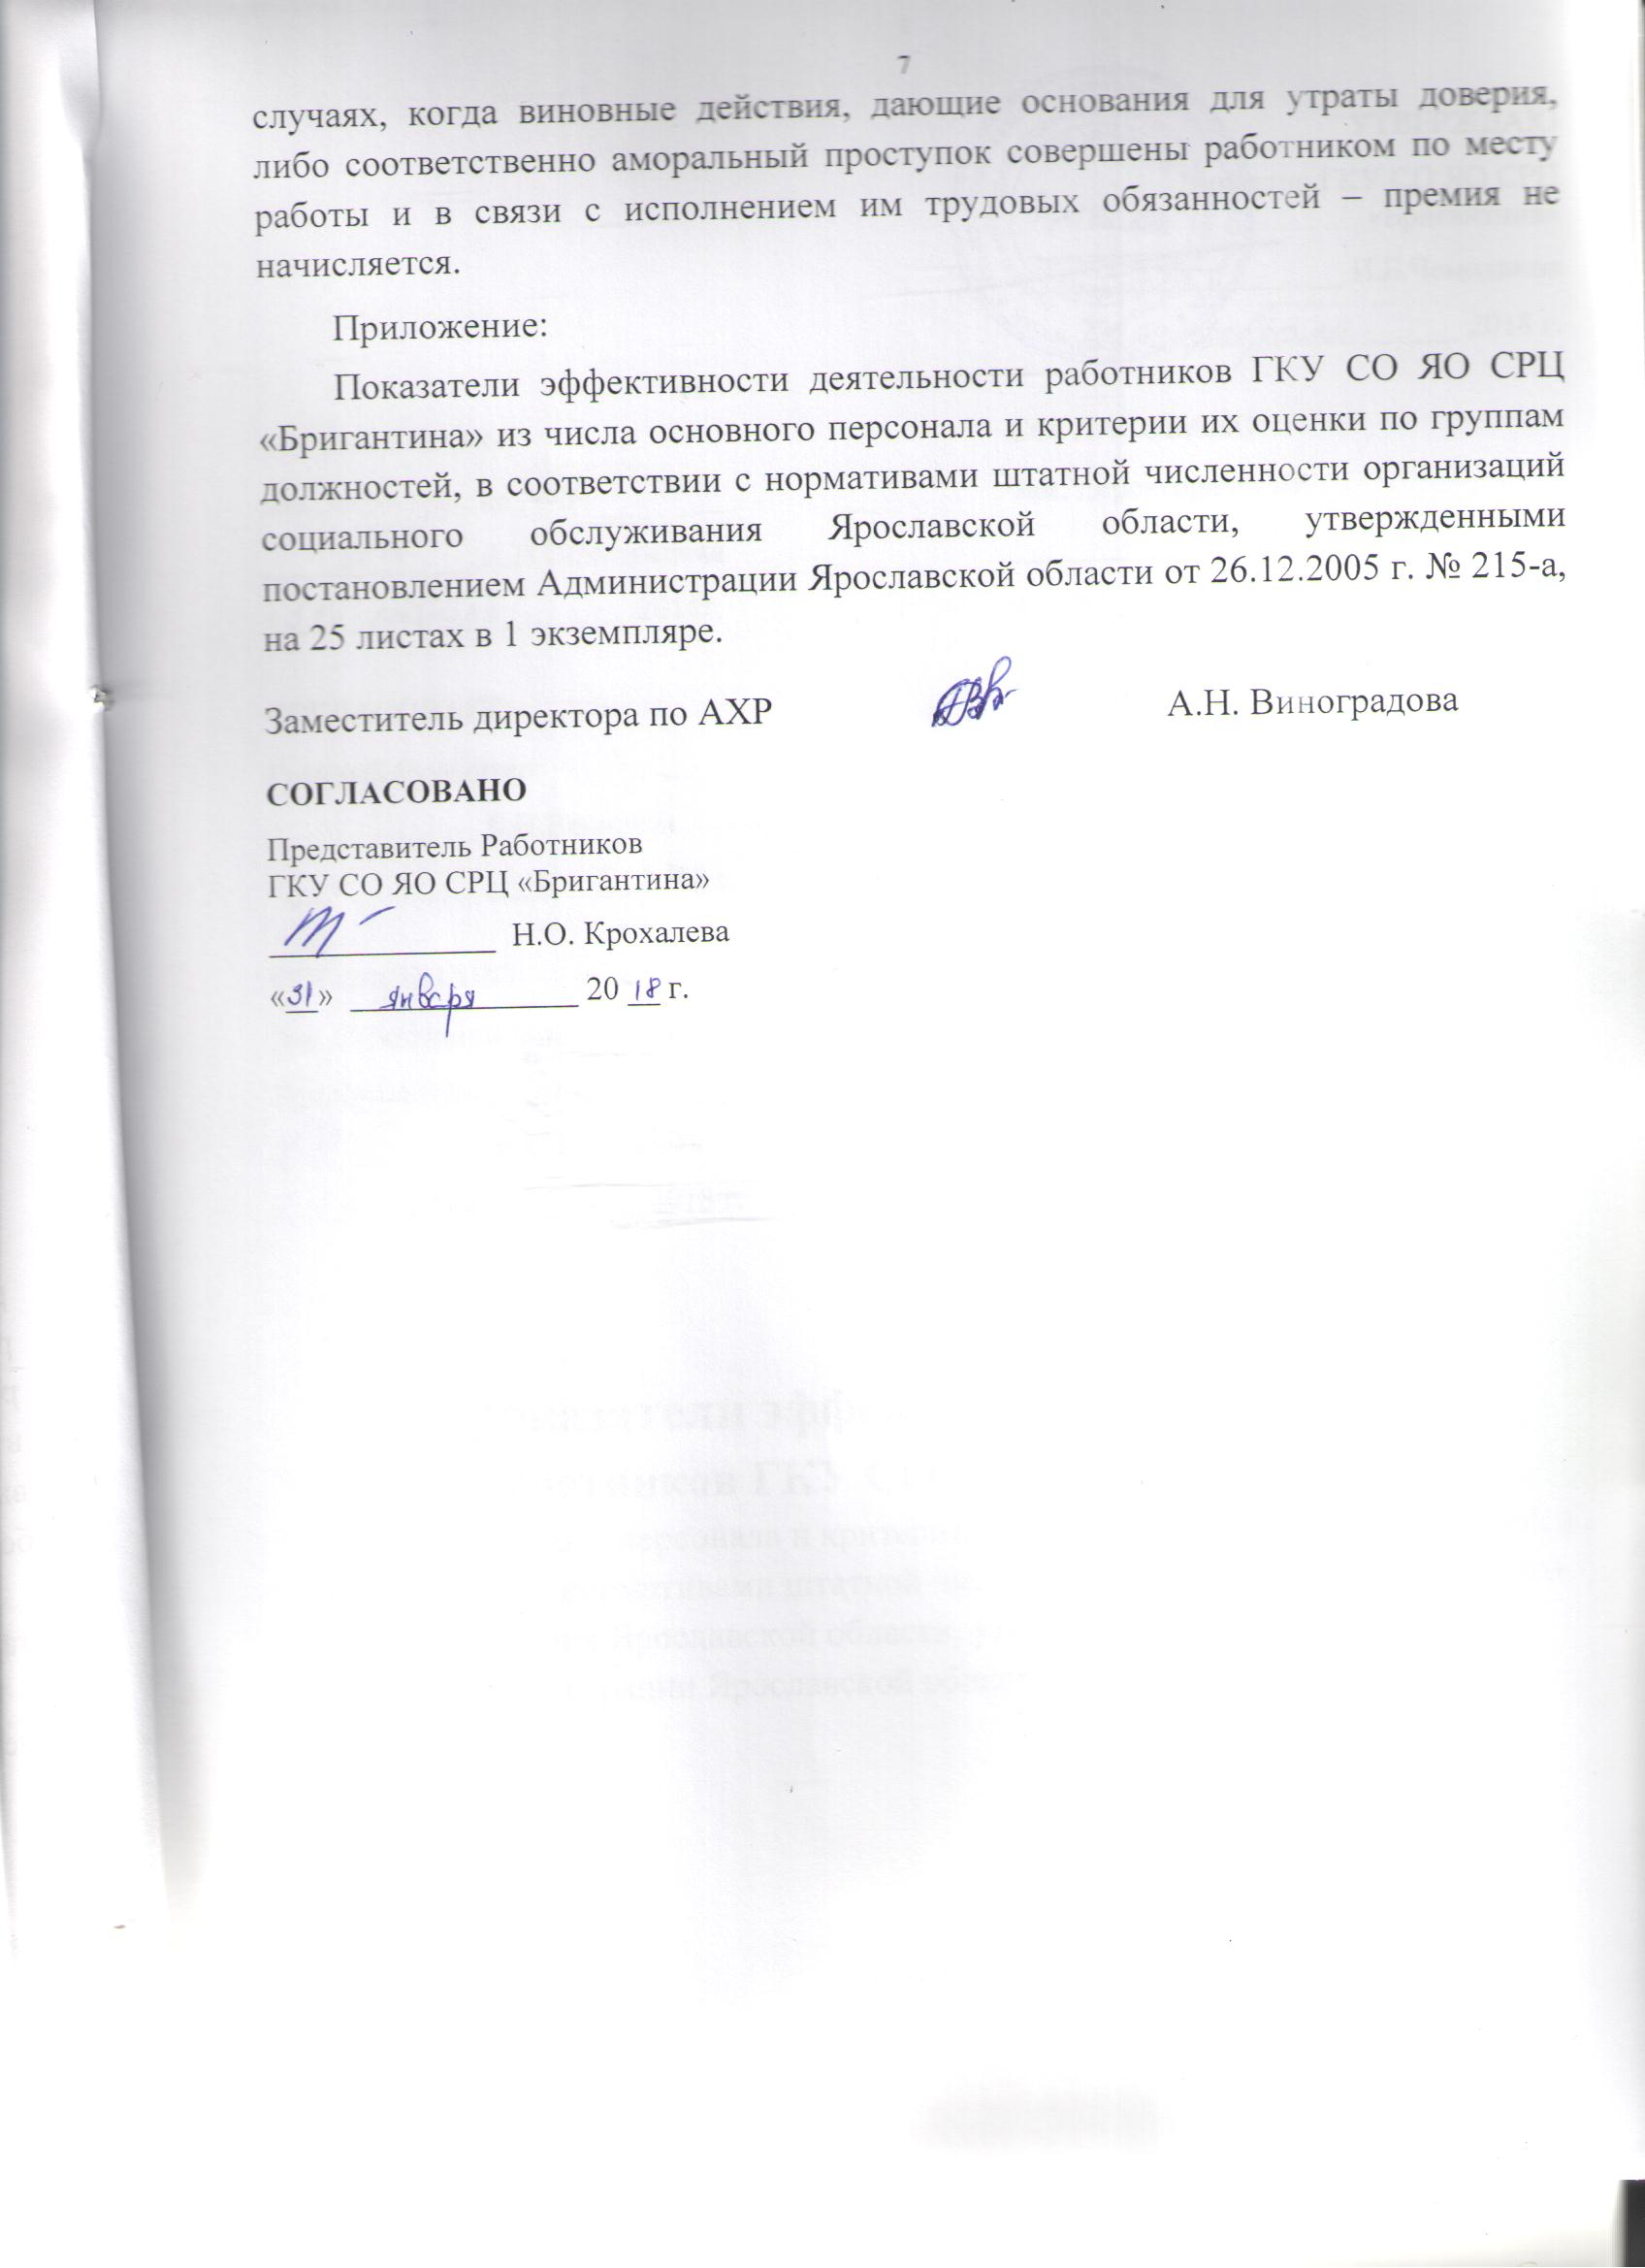 7
случаях, когда виновные действия, дающие основания для утраты доверия,
либо соответственно аморальный проступок совершены работником по месту
работы и в связи с исполнением им трудовых обязанностей – премия не
начисляется.
Приложение:
Показатели эффективности деятельности работников ГКУ СО ЯО СРЦ
«Бригантина» из числа основного персонала и критерии их оценки по группам
должностей, в соответствии с нормативами штатной численности организаций
социального обслуживания Ярославской области, утвержденными
постановлением Администрации Ярославской области от 26.12.2005 г. № 215-а,
на 25 листах в 1 экземпляре.
Заместитель директора по АХР А.Н. Виноградова
СОГЛАСОВАНО
Представитель Работников
ГКУ СО ЯО СРЦ «Бригантина»
Н.О. Крохалева
«31» января 20 18 г.